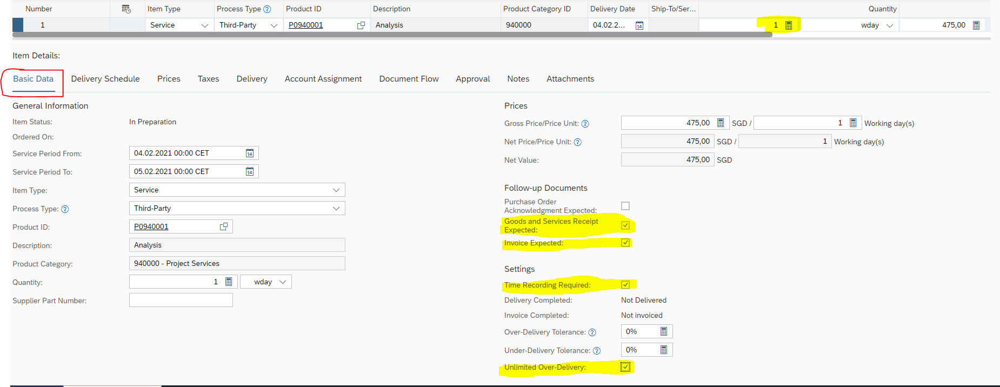 Number Item Type Process Type Product ID Description Product Category ID Delivery Date Ship-To/Ser... Quantity
1 Service Third-Party P0940001 Analysis 940000 04.02.2... 14 1 wday 475,00
Item Details:
Basic Data Delivery Schedule Prices Taxes Delivery Account Assignment Document Flow Approval Notes Attachments
General Information
Item Status: In Preparation
Ordered On:
Service Period From: 04.02.2021 00:00 CET 14
Service Period To: 05.02.2021 00:00 CET 14
Item Type: Service
Process Type: ? Third-Party
Product ID: P0940001
Description: Analysis
Product Category: 940000 - Project Services
Quantity: 1 wday
Supplier Part Number:
Prices
Gross Price/Price Unit: ? 475,00 SGD / 1 Working day(s)
Net Price/Price Unit: ? 475,00 SGD / 1 Working day(s)
Net Value: 475,00 SGD
Follow-up Documents
Purchase Order
Acknowledgment Expected:
Goods and Services Receipt
Expected:
Invoice Expected:
Settings
Time Recording Required:
Delivery Completed: Not Delivered
Invoice Completed: Not invoiced
Over-Delivery Tolerance: ? 0%
Under-Delivery Tolerance: ? 0%
Unlimited Over-Delivery: